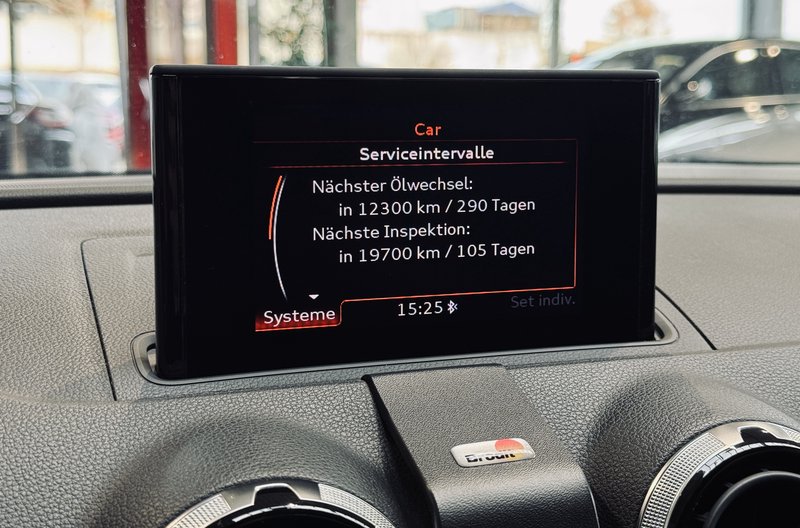 Car
Serviceintervalle
Nächster Ölwechsel:
in 12300 km / 290 Tagen
Nächste Inspektion:
in 19700 km / 105 Tagen
Systeme
15:25
Set indiv.
Brodit